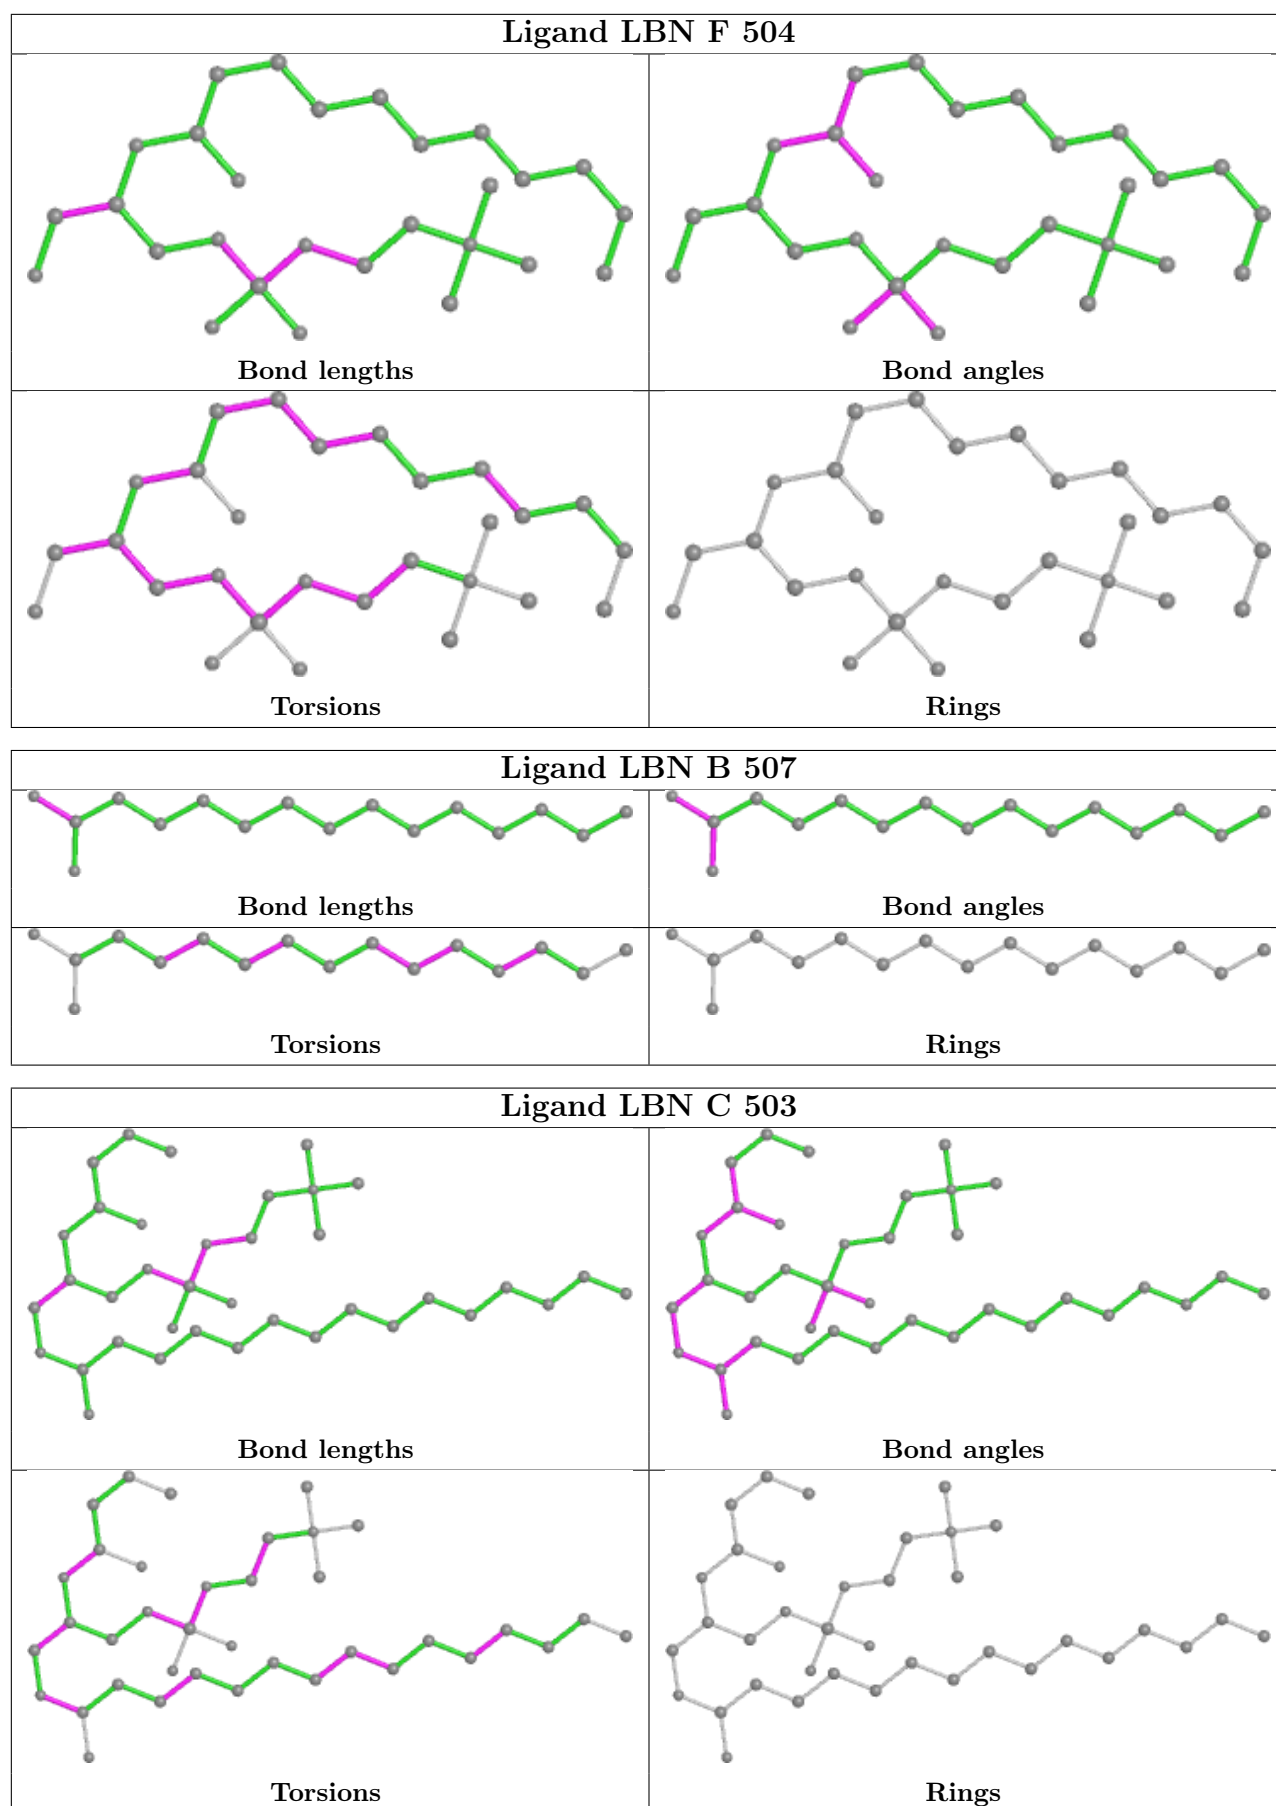 Ligand LBN F 504
Bond lengths
Bond angles
Torsions
Rings
Ligand LBN B 507
Bond lengths
Bond angles
Torsions
Rings
Ligand LBN C 503
Bond lengths
Bond angles
Torsions
Rings